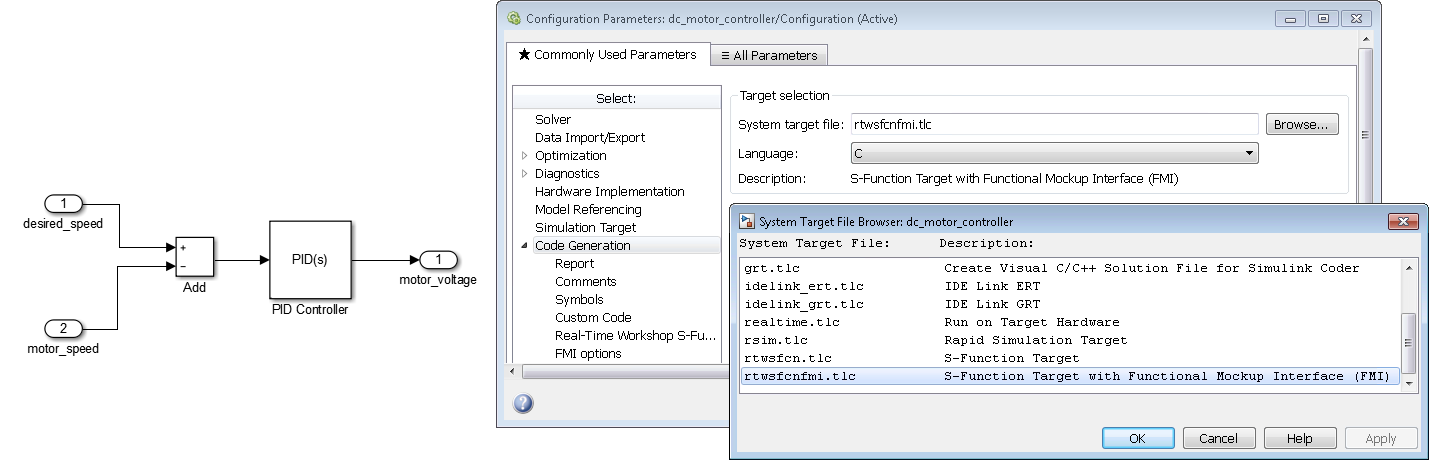 1
desired_speed
2
motor_speed
+
−
Add
PID(s)
PID Controller
1
motor_voltage
Configuration Parameters: dc_motor_controller/Configuration (Active)
★ Commonly Used Parameters
≡ All Parameters
Select:
Solver
Data Import/Export
Optimization
Diagnostics
Hardware Implementation
Model Referencing
Simulation Target
Code Generation
Report
Comments
Symbols
Custom Code
Real-Time Workshop S-Fu...
FMI options
Target selection
System target file: rtwsfcnfmi.tlc Browse...
Language: C
Description: S-Function Target with Functional Mockup Interface (FMI)
System Target File Browser: dc_motor_controller
System Target File: Description:
grt.tlc Create Visual C/C++ Solution File for Simulink Coder
idelink_ert.tlc IDE Link ERT
idelink_grt.tlc IDE Link GRT
realtime.tlc Run on Target Hardware
rsim.tlc Rapid Simulation Target
rtwsfcn.tlc S-Function Target
rtwsfcnfmi.tlc S-Function Target with Functional Mockup Interface (FMI)
OK Cancel Help Apply